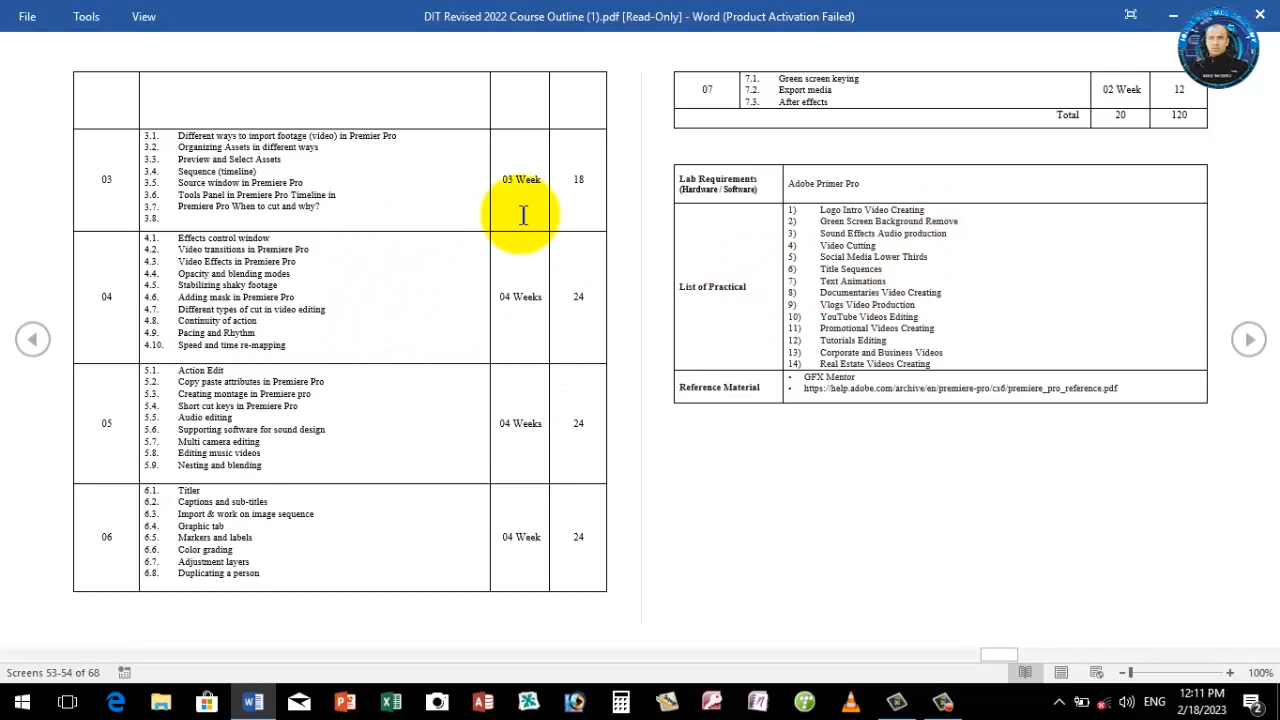 File Tools View DIT Revised 2022 Course Outline (1).pdf [Read-Only] - Word (Product Activation Failed)
03 03 Week 18
3.1. Different ways to import footage (video) in Premier Pro
3.2. Organizing Assets in different ways
3.3. Preview and Select Assets
3.4. Sequence (timeline)
3.5. Source window in Premiere Pro
3.6. Tools Panel in Premiere Pro Timeline in
3.7. Premiere Pro When to cut and why?
3.8.
04 04 Weeks 24
4.1. Effects control window
4.2. Video transitions in Premiere Pro
4.3. Video Effects in Premiere Pro
4.4. Opacity and blending modes
4.5. Stabilizing shaky footage
4.6. Adding mask in Premiere Pro
4.7. Different types of cut in video editing
4.8. Continuity of action
4.9. Pacing and Rhythm
4.10. Speed and time re-mapping
05 04 Weeks 24
5.1. Action Edit
5.2. Copy paste attributes in Premiere Pro
5.3. Creating montage in Premiere pro
5.4. Short cut keys in Premiere Pro
5.5. Audio editing
5.6. Supporting software for sound design
5.7. Multi camera editing
5.8. Editing music videos
5.9. Nesting and blending
06 04 Week 24
6.1. Titler
6.2. Captions and sub-titles
6.3. Import & work on image sequence
6.4. Graphic tab
6.5. Markers and labels
6.6. Color grading
6.7. Adjustment layers
6.8. Duplicating a person
07 02 Week 12
7.1. Green screen keying
7.2. Export media
7.3. After effects
Total 20 120
Lab Requirements
(Hardware / Software)
Adobe Primer Pro
List of Practical
1) Logo Intro Video Creating
2) Green Screen Background Remove
3) Sound Effects Audio production
4) Video Cutting
5) Social Media Lower Thirds
6) Title Sequences
7) Text Animations
8) Documentaries Video Creating
9) Vlogs Video Production
10) YouTube Videos Editing
11) Promotional Videos Creating
12) Tutorials Editing
13) Corporate and Business Videos
14) Real Estate Videos Creating
Reference Material
• GFX Mentor
• https://help.adobe.com/archive/en/premiere-pro/cs6/premiere_pro_reference.pdf
Screens 53-54 of 68 100%
ENG 12:11 PM
2/18/2023
2